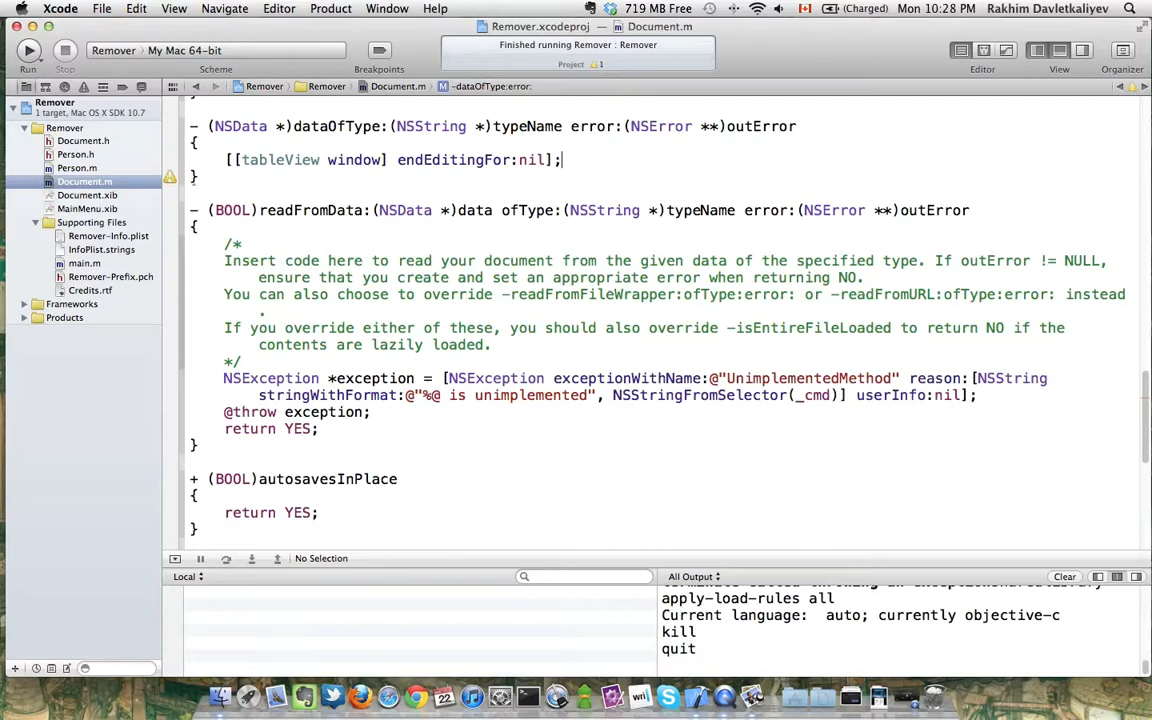 Xcode File Edit View Navigate Editor Product Window Help 719 MB Free (Charged) Mon 10:28 PM Rakhim Davletkaliyev
Remover.xcodeproj — Document.m
Remover > My Mac 64-bit
Finished running Remover : Remover
Project 1
Run Stop Scheme Breakpoints Editor View Organizer
Remover > Remover > Document.m > M -dataOfType:error:
Remover
1 target, Mac OS X SDK 10.7
Remover
Document.h
Person.h
Person.m
Document.m
Document.xib
MainMenu.xib
Supporting Files
Remover-Info.plist
InfoPlist.strings
main.m
Remover-Prefix.pch
Credits.rtf
Frameworks
Products
}
- (NSData *)dataOfType:(NSString *)typeName error:(NSError **)outError
{
[[tableView window] endEditingFor:nil];
}
- (BOOL)readFromData:(NSData *)data ofType:(NSString *)typeName error:(NSError **)outError
{
/*
Insert code here to read your document from the given data of the specified type. If outError != NULL,
ensure that you create and set an appropriate error when returning NO.
You can also choose to override -readFromFileWrapper:ofType:error: or -readFromURL:ofType:error: instead
.
If you override either of these, you should also override -isEntireFileLoaded to return NO if the
contents are lazily loaded.
*/
NSException *exception = [NSException exceptionWithName:@"UnimplementedMethod" reason:[NSString
stringWithFormat:@"%@ is unimplemented", NSStringFromSelector(_cmd)] userInfo:nil];
@throw exception;
return YES;
}
+ (BOOL)autosavesInPlace
{
return YES;
}
No Selection
Local
All Output
Clear
apply-load-rules all
Current language:  auto; currently objective-c
kill
quit
22
wri